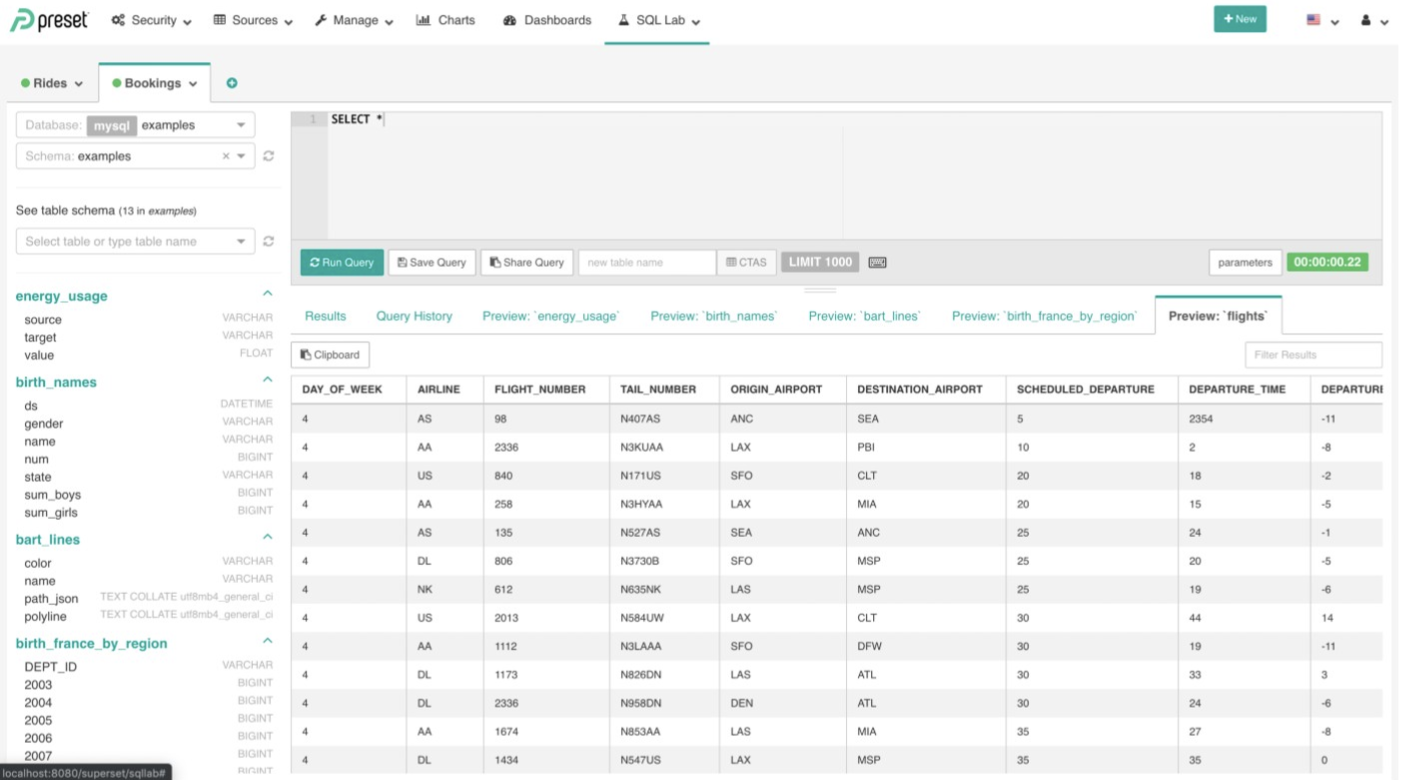 preset Security Sources Manage Charts Dashboards SQL Lab + New
Rides Bookings
Database: mysql examples
Schema: examples ×
See table schema (13 in examples)
Select table or type table name
energy_usage
source VARCHAR
target VARCHAR
value FLOAT
birth_names
ds DATETIME
gender VARCHAR
name VARCHAR
num BIGINT
state VARCHAR
sum_boys BIGINT
sum_girls BIGINT
bart_lines
color VARCHAR
name VARCHAR
path_json TEXT COLLATE utf8mb4_general_ci
polyline TEXT COLLATE utf8mb4_general_ci
birth_france_by_region
DEPT_ID VARCHAR
2003 BIGINT
2004 BIGINT
2005 BIGINT
2006 BIGINT
2007 BIGINT
BIGINT
localhost:8080/superset/sqllab#
1 SELECT *
Run Query Save Query Share Query new table name CTAS LIMIT 1000 parameters 00:00:00.22
Results Query History Preview: `energy_usage` Preview: `birth_names` Preview: `bart_lines` Preview: `birth_france_by_region` Preview: `flights`
Clipboard Filter Results
DAY_OF_WEEK AIRLINE FLIGHT_NUMBER TAIL_NUMBER ORIGIN_AIRPORT DESTINATION_AIRPORT SCHEDULED_DEPARTURE DEPARTURE_TIME DEPARTURE
4 AS 98 N407AS ANC SEA 5 2354 -11
4 AA 2336 N3KUAA LAX PBI 10 2 -8
4 US 840 N171US SFO CLT 20 18 -2
4 AA 258 N3HYAA LAX MIA 20 15 -5
4 AS 135 N527AS SEA ANC 25 24 -1
4 DL 806 N3730B SFO MSP 25 20 -5
4 NK 612 N635NK LAS MSP 25 19 -6
4 US 2013 N584UW LAX CLT 30 44 14
4 AA 1112 N3LAAA SFO DFW 30 19 -11
4 DL 1173 N826DN LAS ATL 30 33 3
4 DL 2336 N958DN DEN ATL 30 24 -6
4 AA 1674 N853AA LAS MIA 35 27 -8
4 DL 1434 N547US LAX MSP 35 35 0